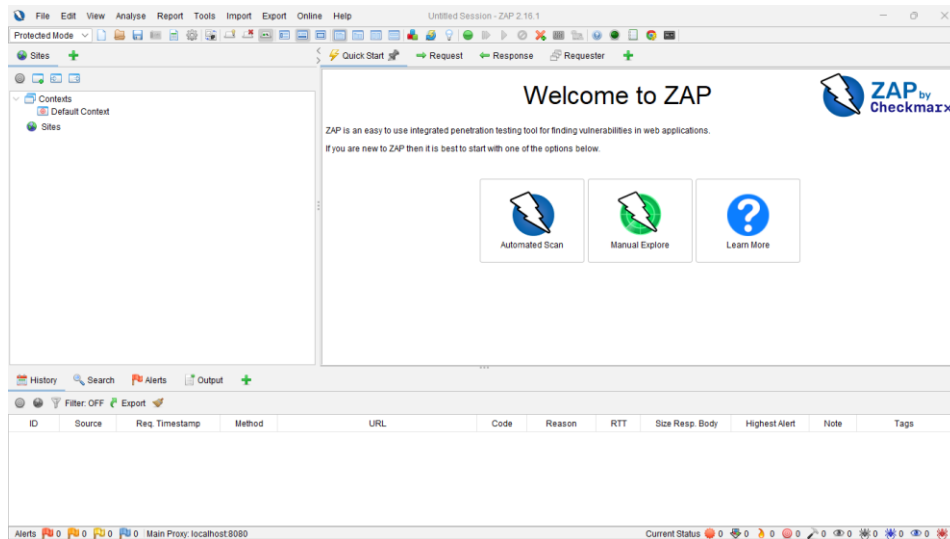 File Edit View Analyse Report Tools Import Export Online Help Untitled Session - ZAP 2.16.1
Protected Mode
Sites
Quick Start Request Response Requester
Contexts
Default Context
Sites
Welcome to ZAP
ZAP by
Checkmarx
ZAP is an easy to use integrated penetration testing tool for finding vulnerabilities in web applications.
If you are new to ZAP then it is best to start with one of the options below.
Automated Scan Manual Explore Learn More
History Search Alerts Output
Filter: OFF Export
ID Source Req. Timestamp Method URL Code Reason RTT Size Resp. Body Highest Alert Note Tags
Alerts 0 0 0 0 Main Proxy: localhost:8080 Current Status 0 0 0 0 0 0 0 0 0